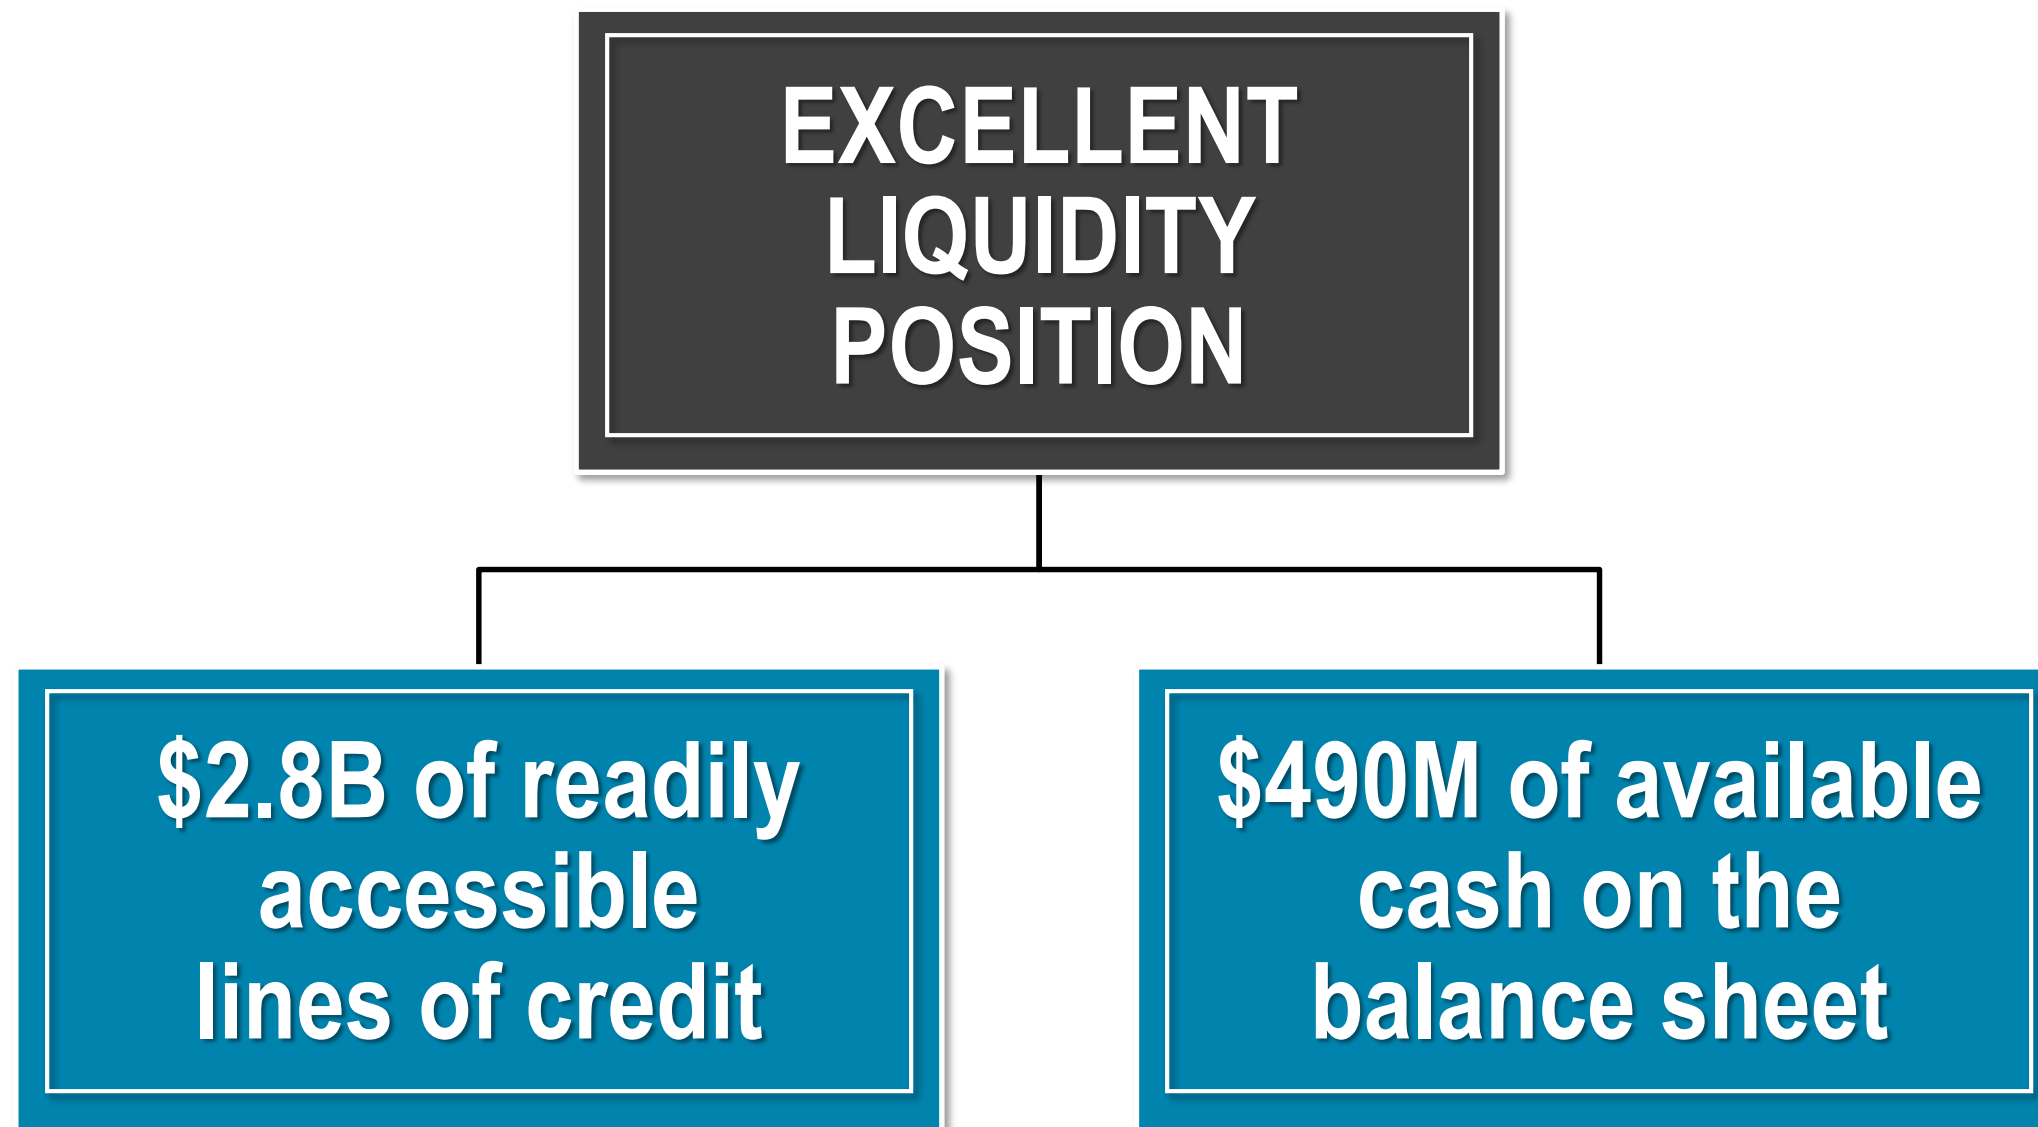 EXCELLENT
LIQUIDITY
POSITION
$2.8B of readily
accessible
lines of credit
$490M of available
cash on the
balance sheet